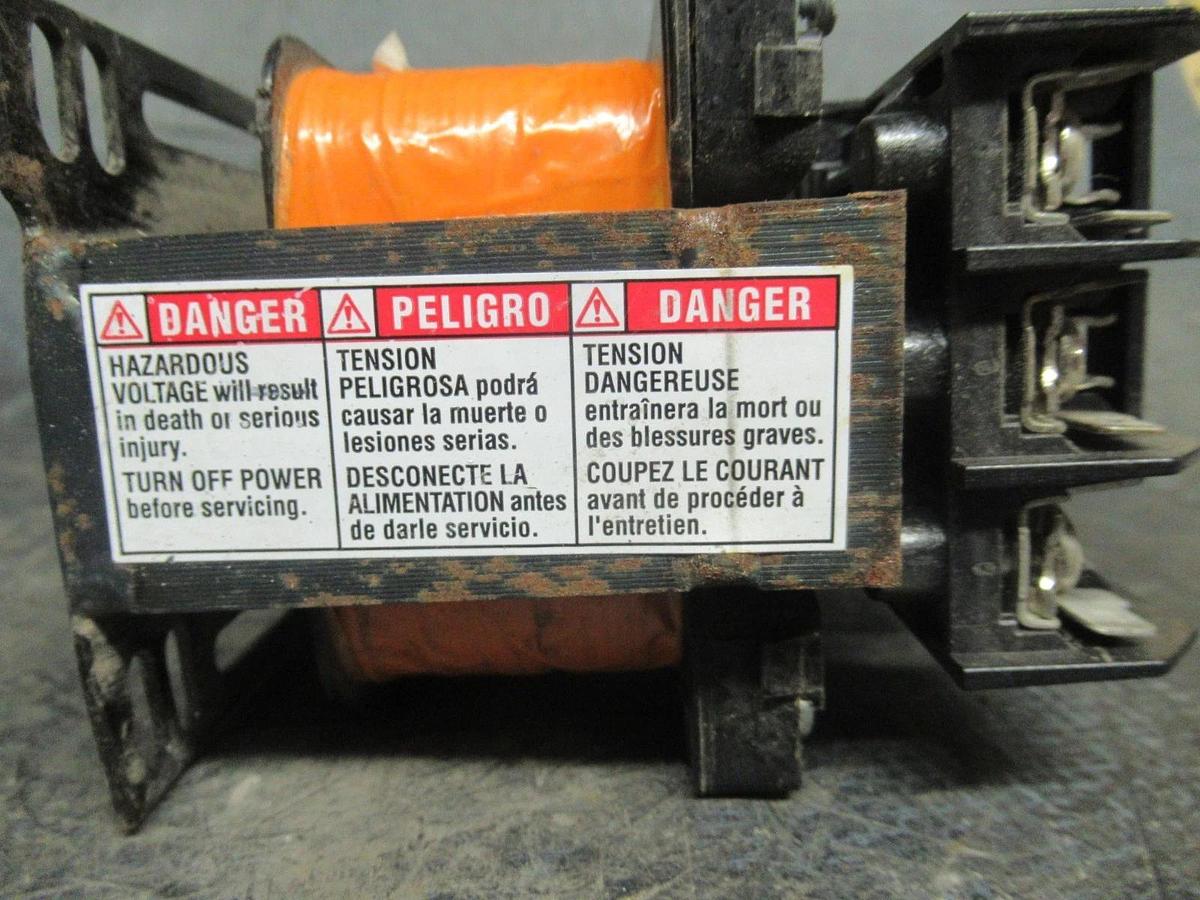 DANGER
HAZARDOUS
VOLTAGE will result
in death or serious
injury.
TURN OFF POWER
before servicing.
PELIGRO
TENSION
PELIGROSA podrá
causar la muerte o
lesiones serias.
DESCONECTE LA
ALIMENTATION antes
de darle servicio.
DANGER
TENSION
DANGEREUSE
entraînera la mort ou
des blessures graves.
COUPEZ LE COURANT
avant de procéder à
l'entretien.